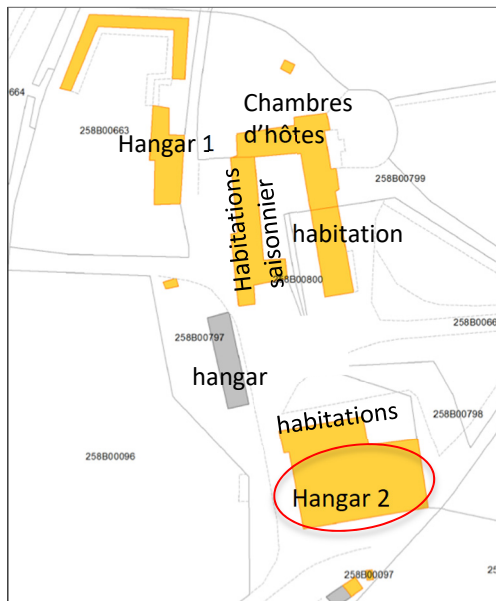 664
Chambres
d’hôtes
258B00663
Hangar 1
258B00799
Habitations
saisonnier
habitation
258B00800
258B0066
258B00797
hangar
habitations
258B00798
258B00096
Hangar 2
258B00097
25